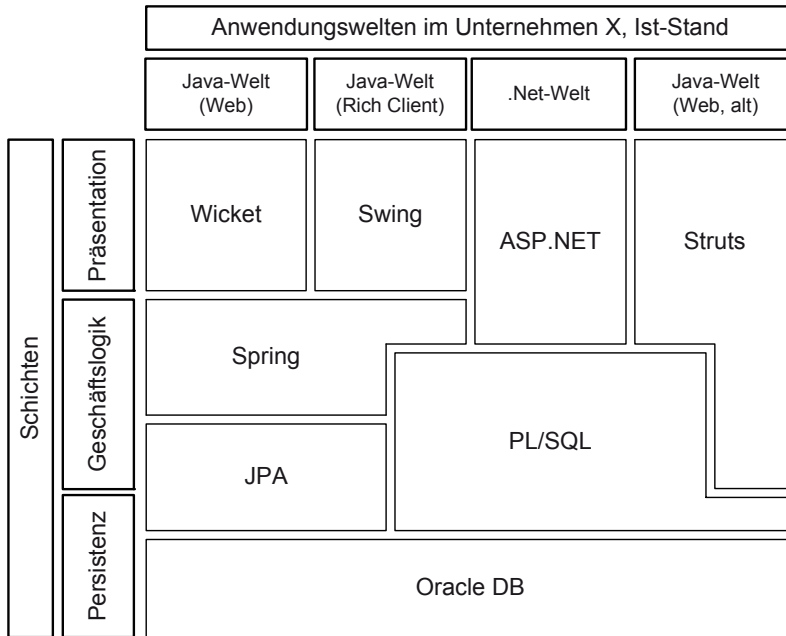 Anwendungswelten im Unternehmen X, Ist-Stand
Java-Welt
(Web)
Java-Welt
(Rich Client)
.Net-Welt
Java-Welt
(Web, alt)
Schichten
Präsentation
Wicket
Swing
ASP.NET
Struts
Geschäftslogik
Spring
PL/SQL
JPA
Persistenz
Oracle DB